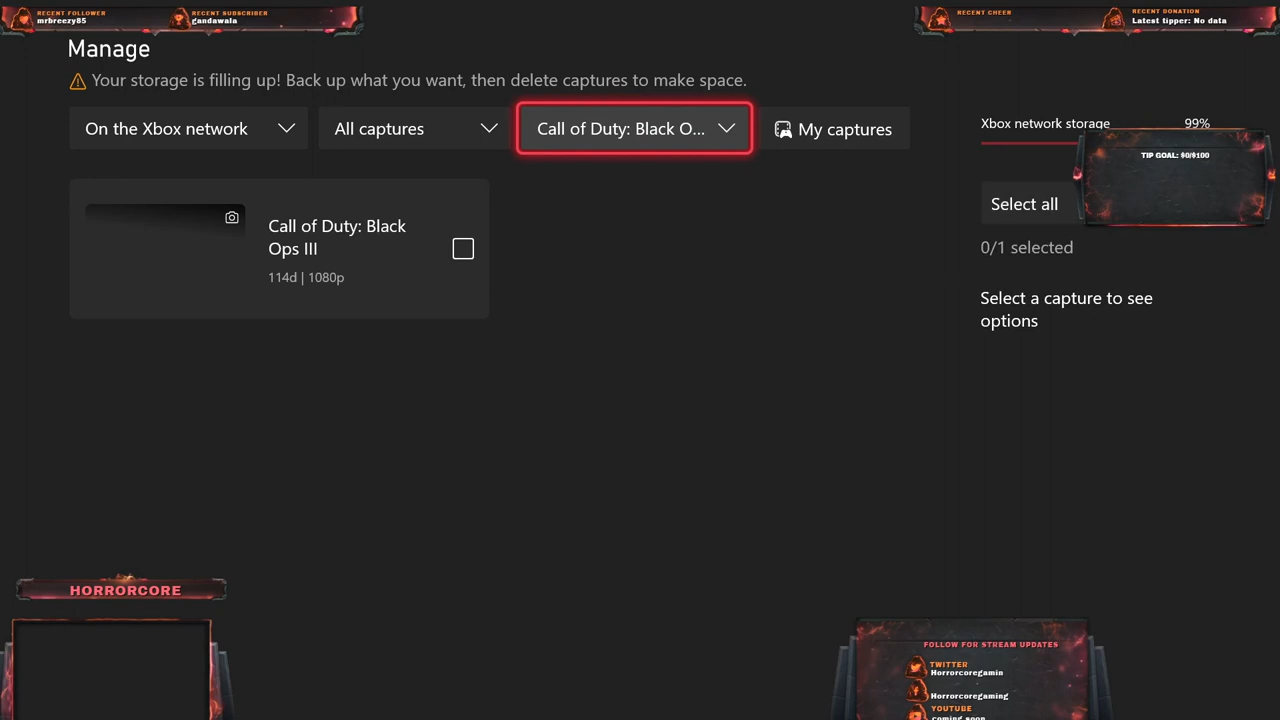 RECENT FOLLOWER
mrbreezy85
RECENT SUBSCRIBER
gandawala
RECENT CHEER
RECENT DONATION
Latest tipper: No data
Manage
Your storage is filling up! Back up what you want, then delete captures to make space.
On the Xbox network
All captures
Call of Duty: Black O...
My captures
Xbox network storage
99%
TIP GOAL: $0/$100
Select all
0/1 selected
Call of Duty: Black
Ops III
114d | 1080p
Select a capture to see
options
HORRORCORE
FOLLOW FOR STREAM UPDATES
TWITTER
Horrorcoregamin
Horrorcoregaming
YOUTUBE
coming soon